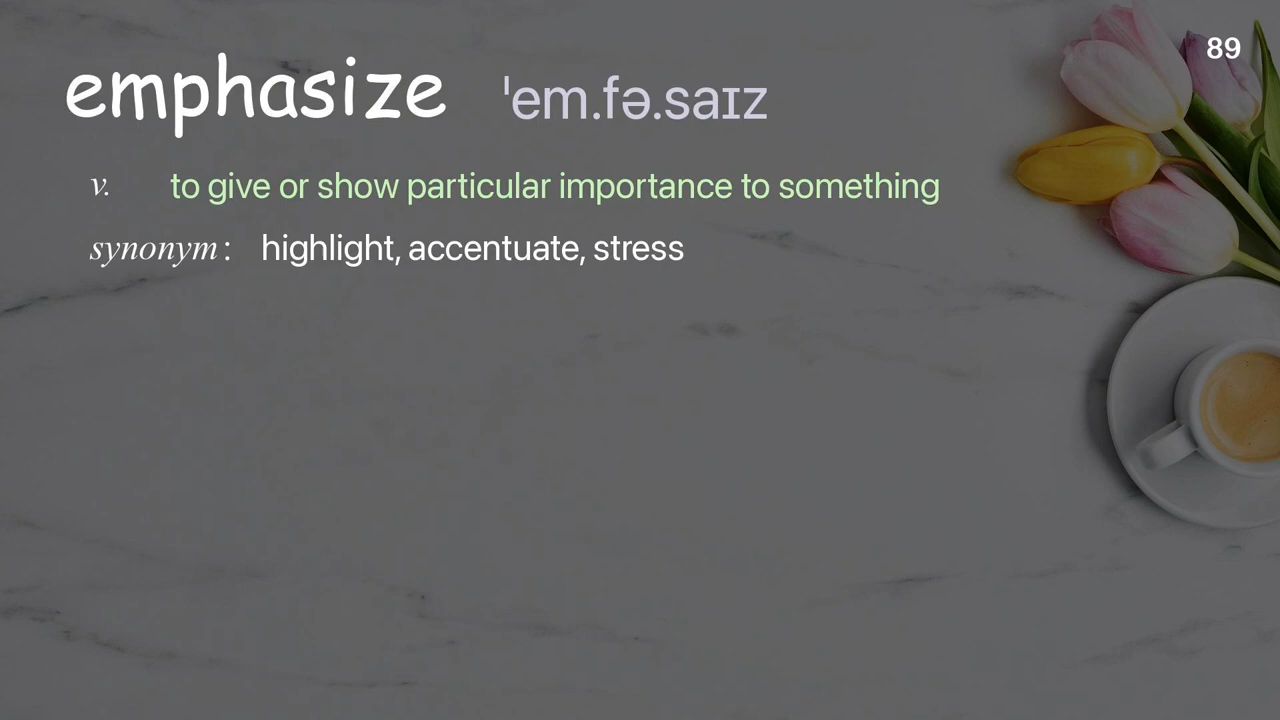 89
emphasize ˈem.fə.saɪz
v. to give or show particular importance to something
synonym : highlight, accentuate, stress